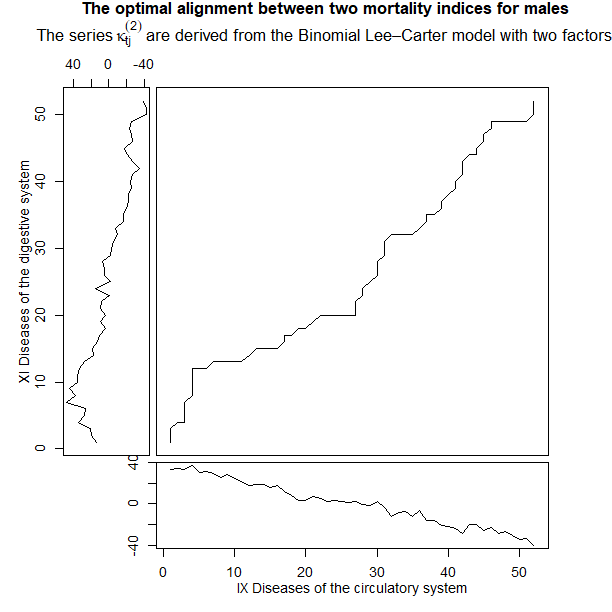 The optimal alignment between two mortality indices for males
The series κtj(2) are derived from the Binomial Lee–Carter model with two factors
40 0 -40
XI Diseases of the digestive system
50
40
30
20
10
0
40
0
-40
0 10 20 30 40 50
IX Diseases of the circulatory system